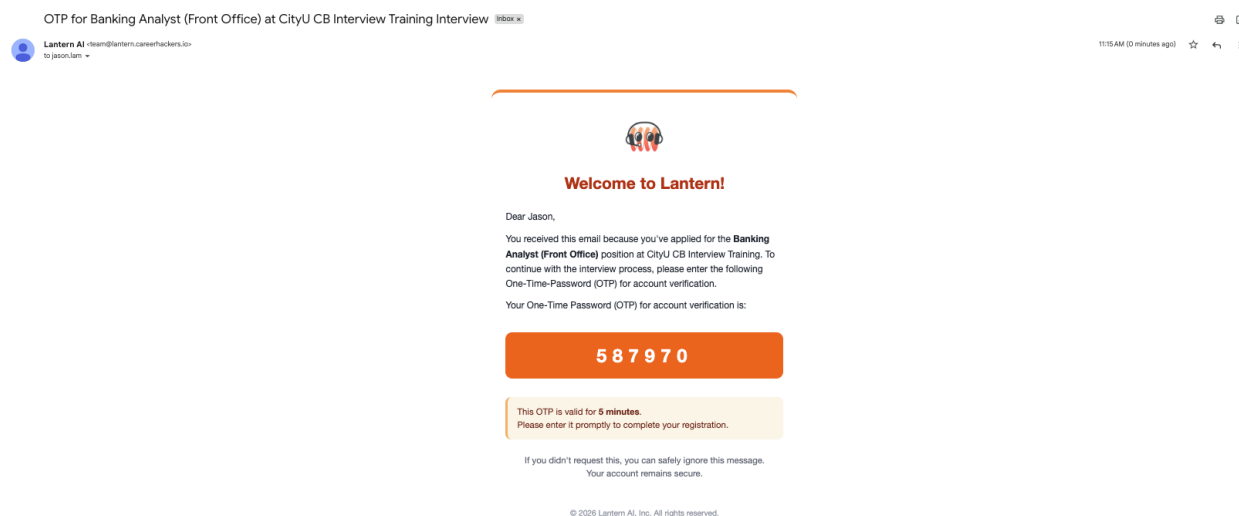 OTP for Banking Analyst (Front Office) at CityU CB Interview Training Interview Inbox x
Lantern AI <team@lantern.careerhackers.io>
11:15 AM (0 minutes ago)
to jason.lam
Welcome to Lantern!
Dear Jason,
You received this email because you've applied for the Banking
Analyst (Front Office) position at CityU CB Interview Training. To
continue with the interview process, please enter the following
One-Time-Password (OTP) for account verification.
Your One-Time Password (OTP) for account verification is:
587970
This OTP is valid for 5 minutes.
Please enter it promptly to complete your registration.
If you didn't request this, you can safely ignore this message.
Your account remains secure.
© 2026 Lantern AI, Inc. All rights reserved.